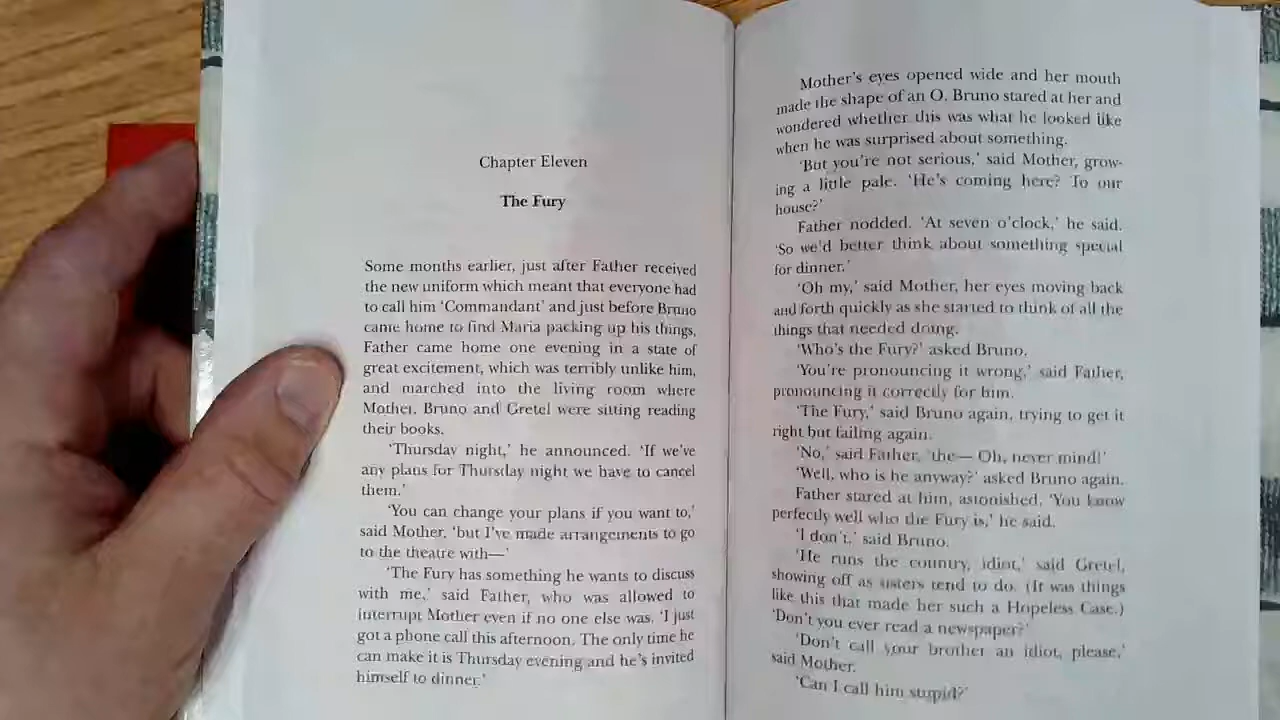 Chapter Eleven
The Fury
Some months earlier, just after Father received
the new uniform which meant that everyone had
to call him ‘Commandant’ and just before Bruno
came home to find Maria packing up his things,
Father came home one evening in a state of
great excitement, which was terribly unlike him,
and marched into the living room where
Mother, Bruno and Gretel were sitting reading
their books.
‘Thursday night,’ he announced. ‘If we’ve
any plans for Thursday night we have to cancel
them.’
‘You can change your plans if you want to,’
said Mother, ‘but I’ve made arrangements to go
to the theatre with—’
‘The Fury has something he wants to discuss
with me,’ said Father, who was allowed to
interrupt Mother even if no one else was. ‘I just
got a phone call this afternoon. The only time he
can make it is Thursday evening and he’s invited
himself to dinner.’
Mother’s eyes opened wide and her mouth
made the shape of an O. Bruno stared at her and
wondered whether this was what he looked like
when he was surprised about something.
‘But you’re not serious,’ said Mother, grow-
ing a little pale. ‘He’s coming here? To our
house?’
Father nodded. ‘At seven o’clock,’ he said.
‘So we’d better think about something special
for dinner.’
‘Oh my,’ said Mother, her eyes moving back
and forth quickly as she started to think of all the
things that needed doing.
‘Who’s the Fury?’ asked Bruno.
‘You’re pronouncing it wrong,’ said Father,
pronouncing it correctly for him.
‘The Fury,’ said Bruno again, trying to get it
right but failing again.
‘No,’ said Father, ‘the— Oh, never mind!’
‘Well, who is he anyway?’ asked Bruno again.
Father stared at him, astonished. ‘You know
perfectly well who the Fury is,’ he said.
‘I don’t,’ said Bruno.
‘He runs the country, idiot,’ said Gretel,
showing off as sisters tend to do. (It was things
like this that made her such a Hopeless Case.)
‘Don’t you ever read a newspaper?’
‘Don’t call your brother an idiot, please,’
said Mother.
‘Can I call him stupid?’